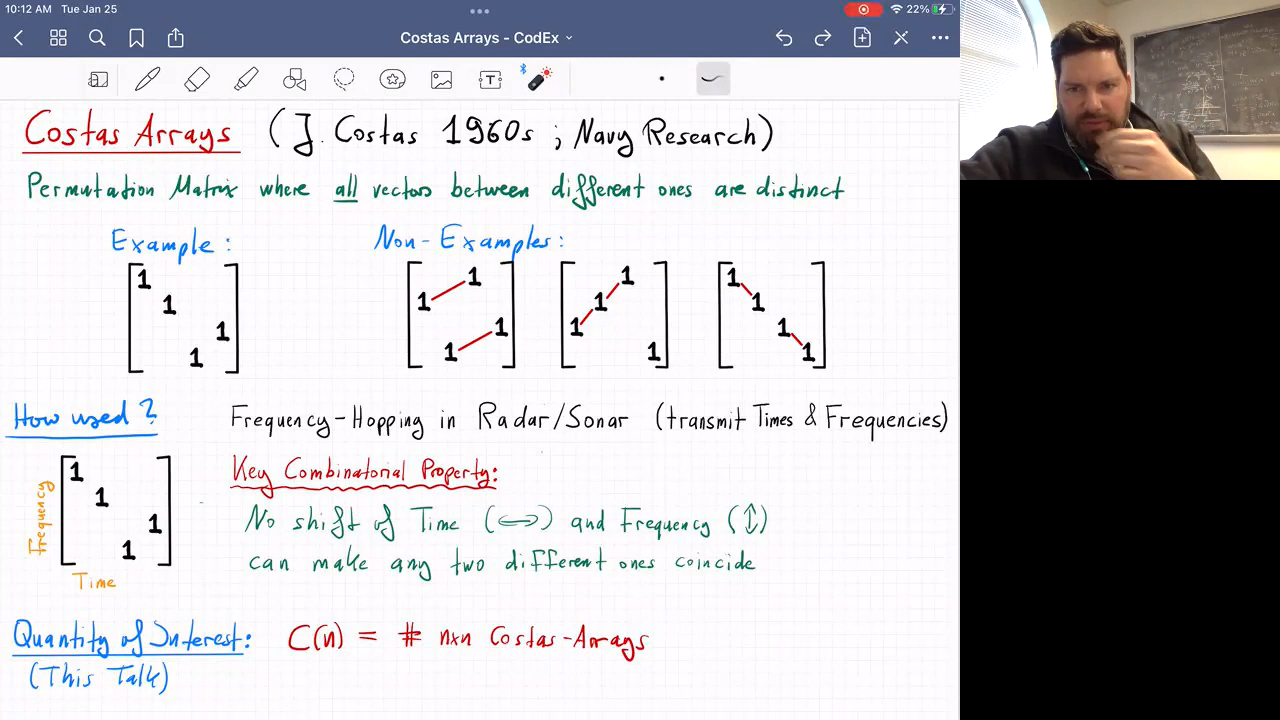 10:12 AM Tue Jan 25
22%
Costas Arrays - CodEx
T
Costas Arrays (J. Costas 1960s ; Navy Research)
Permutation Matrix where all vectors between different ones are distinct
Example: Non-Examples:
1 1 1 1
1 1 1 1
1 1 1 1
1 1 1 1
How used? Frequency-Hopping in Radar/Sonar (transmit Times & Frequencies)
Key Combinatorial Property:
1
1
1
1
Frequency
Time
No shift of Time (⟺) and Frequency (⇕)
can make any two different ones coincide
Quantity of Interest: C(n) = # n×n Costas-Arrays
(This Talk)